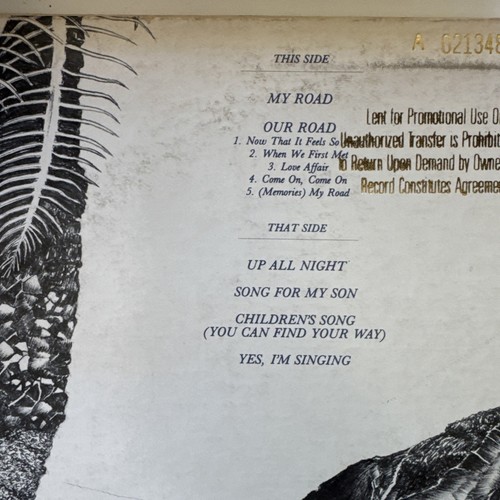 A 621348
THIS SIDE
MY ROAD
OUR ROAD
1. Now That It Feels So
2. When We First Met
3. Love Affair
4. Come On, Come On
5. (Memories) My Road
Lent for Promotional Use
Unauthorized Transfer is
To Return Upon Demand by
Record Constitutes
THAT SIDE
UP ALL NIGHT
SONG FOR MY SON
CHILDREN'S SONG
(YOU CAN FIND YOUR WAY)
YES, I'M SINGING